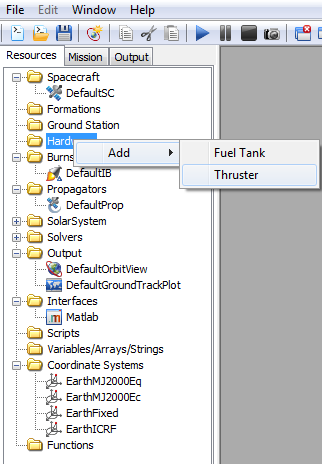 File Edit Window Help
Resources Mission Output
Spacecraft
DefaultSC
Formations
Ground Station
Hardw
Add
Fuel Tank
Burns
Thruster
DefaultIB
Propagators
DefaultProp
SolarSystem
Solvers
Output
DefaultOrbitView
DefaultGroundTrackPlot
Interfaces
Matlab
Scripts
Variables/Arrays/Strings
Coordinate Systems
EarthMJ2000Eq
EarthMJ2000Ec
EarthFixed
EarthICRF
Functions